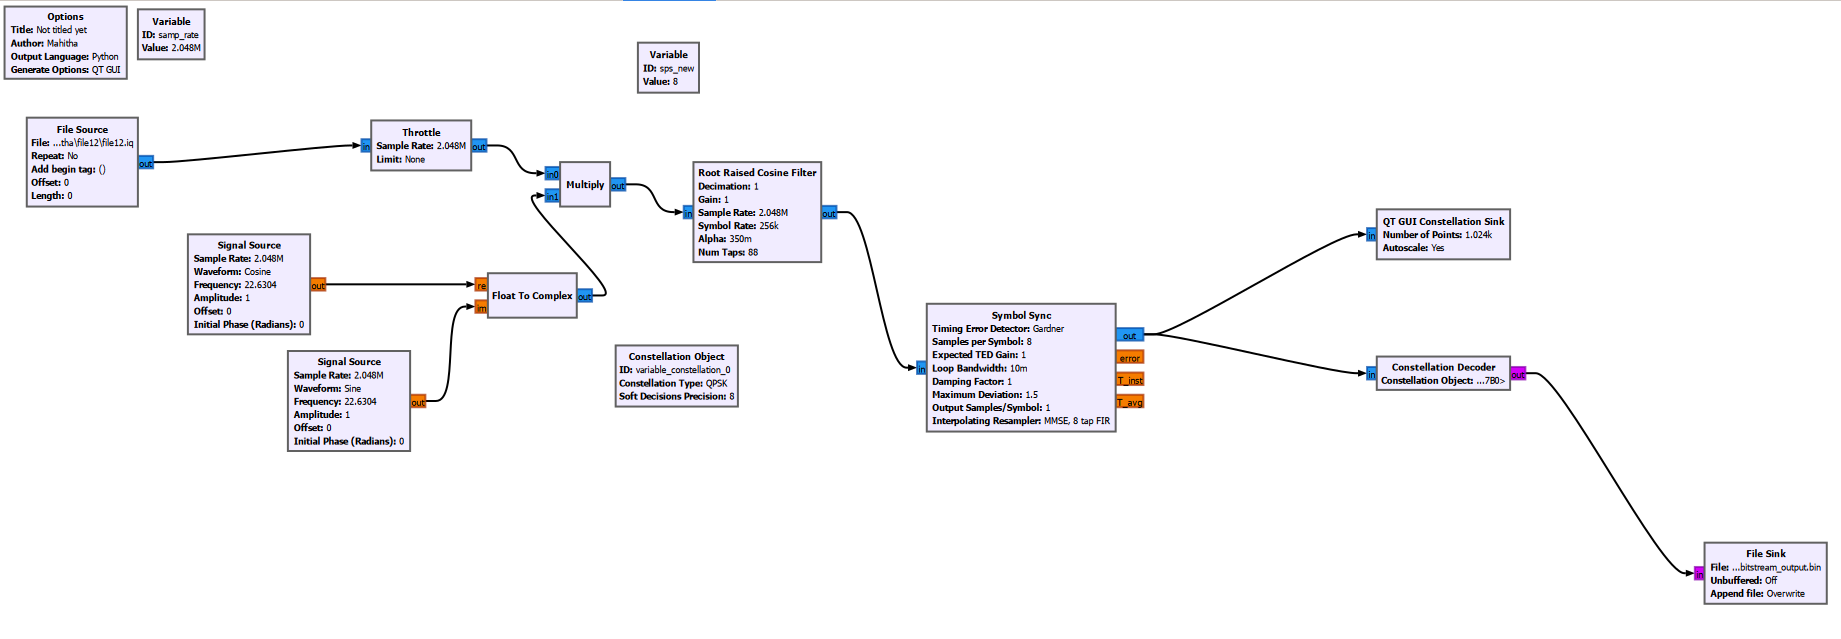 Options
Title: Not titled yet
Author: Mahitha
Output Language: Python
Generate Options: QT GUI
Variable
ID: samp_rate
Value: 2.048M
Variable
ID: sps_new
Value: 8
File Source
File: ...tha\file12\file12.iq
Repeat: No
Add begin tag: ()
Offset: 0
Length: 0
out
Throttle
Sample Rate: 2.048M
Limit: None
in
out
Multiply
in0
in1
out
Root Raised Cosine Filter
Decimation: 1
Gain: 1
Sample Rate: 2.048M
Symbol Rate: 256k
Alpha: 350m
Num Taps: 88
in
out
Signal Source
Sample Rate: 2.048M
Waveform: Cosine
Frequency: 22.6304
Amplitude: 1
Offset: 0
Initial Phase (Radians): 0
out
Float To Complex
re
im
out
Signal Source
Sample Rate: 2.048M
Waveform: Sine
Frequency: 22.6304
Amplitude: 1
Offset: 0
Initial Phase (Radians): 0
out
Constellation Object
ID: variable_constellation_0
Constellation Type: QPSK
Soft Decisions Precision: 8
Symbol Sync
Timing Error Detector: Gardner
Samples per Symbol: 8
Expected TED Gain: 1
Loop Bandwidth: 10m
Damping Factor: 1
Maximum Deviation: 1.5
Output Samples/Symbol: 1
Interpolating Resampler: MMSE, 8 tap FIR
in
out
error
T_inst
T_avg
QT GUI Constellation Sink
Number of Points: 1.024k
Autoscale: Yes
in
Constellation Decoder
Constellation Object: ...7B0>
in
out
File Sink
File: ...bitstream_output.bin
Unbuffered: Off
Append file: Overwrite
in